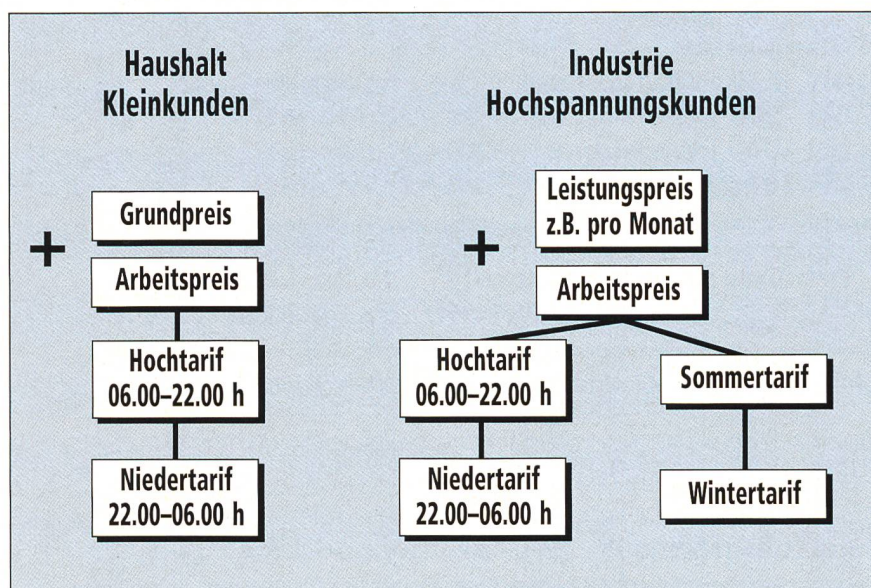 Haushalt
Kleinkunden
+
Grundpreis
Arbeitspreis
Hochtarif
06.00–22.00 h
Niedertarif
22.00–06.00 h
Industrie
Hochspannungskunden
+
Leistungspreis
z.B. pro Monat
Arbeitspreis
Hochtarif
06.00–22.00 h
Niedertarif
22.00–06.00 h
Sommertarif
Wintertarif